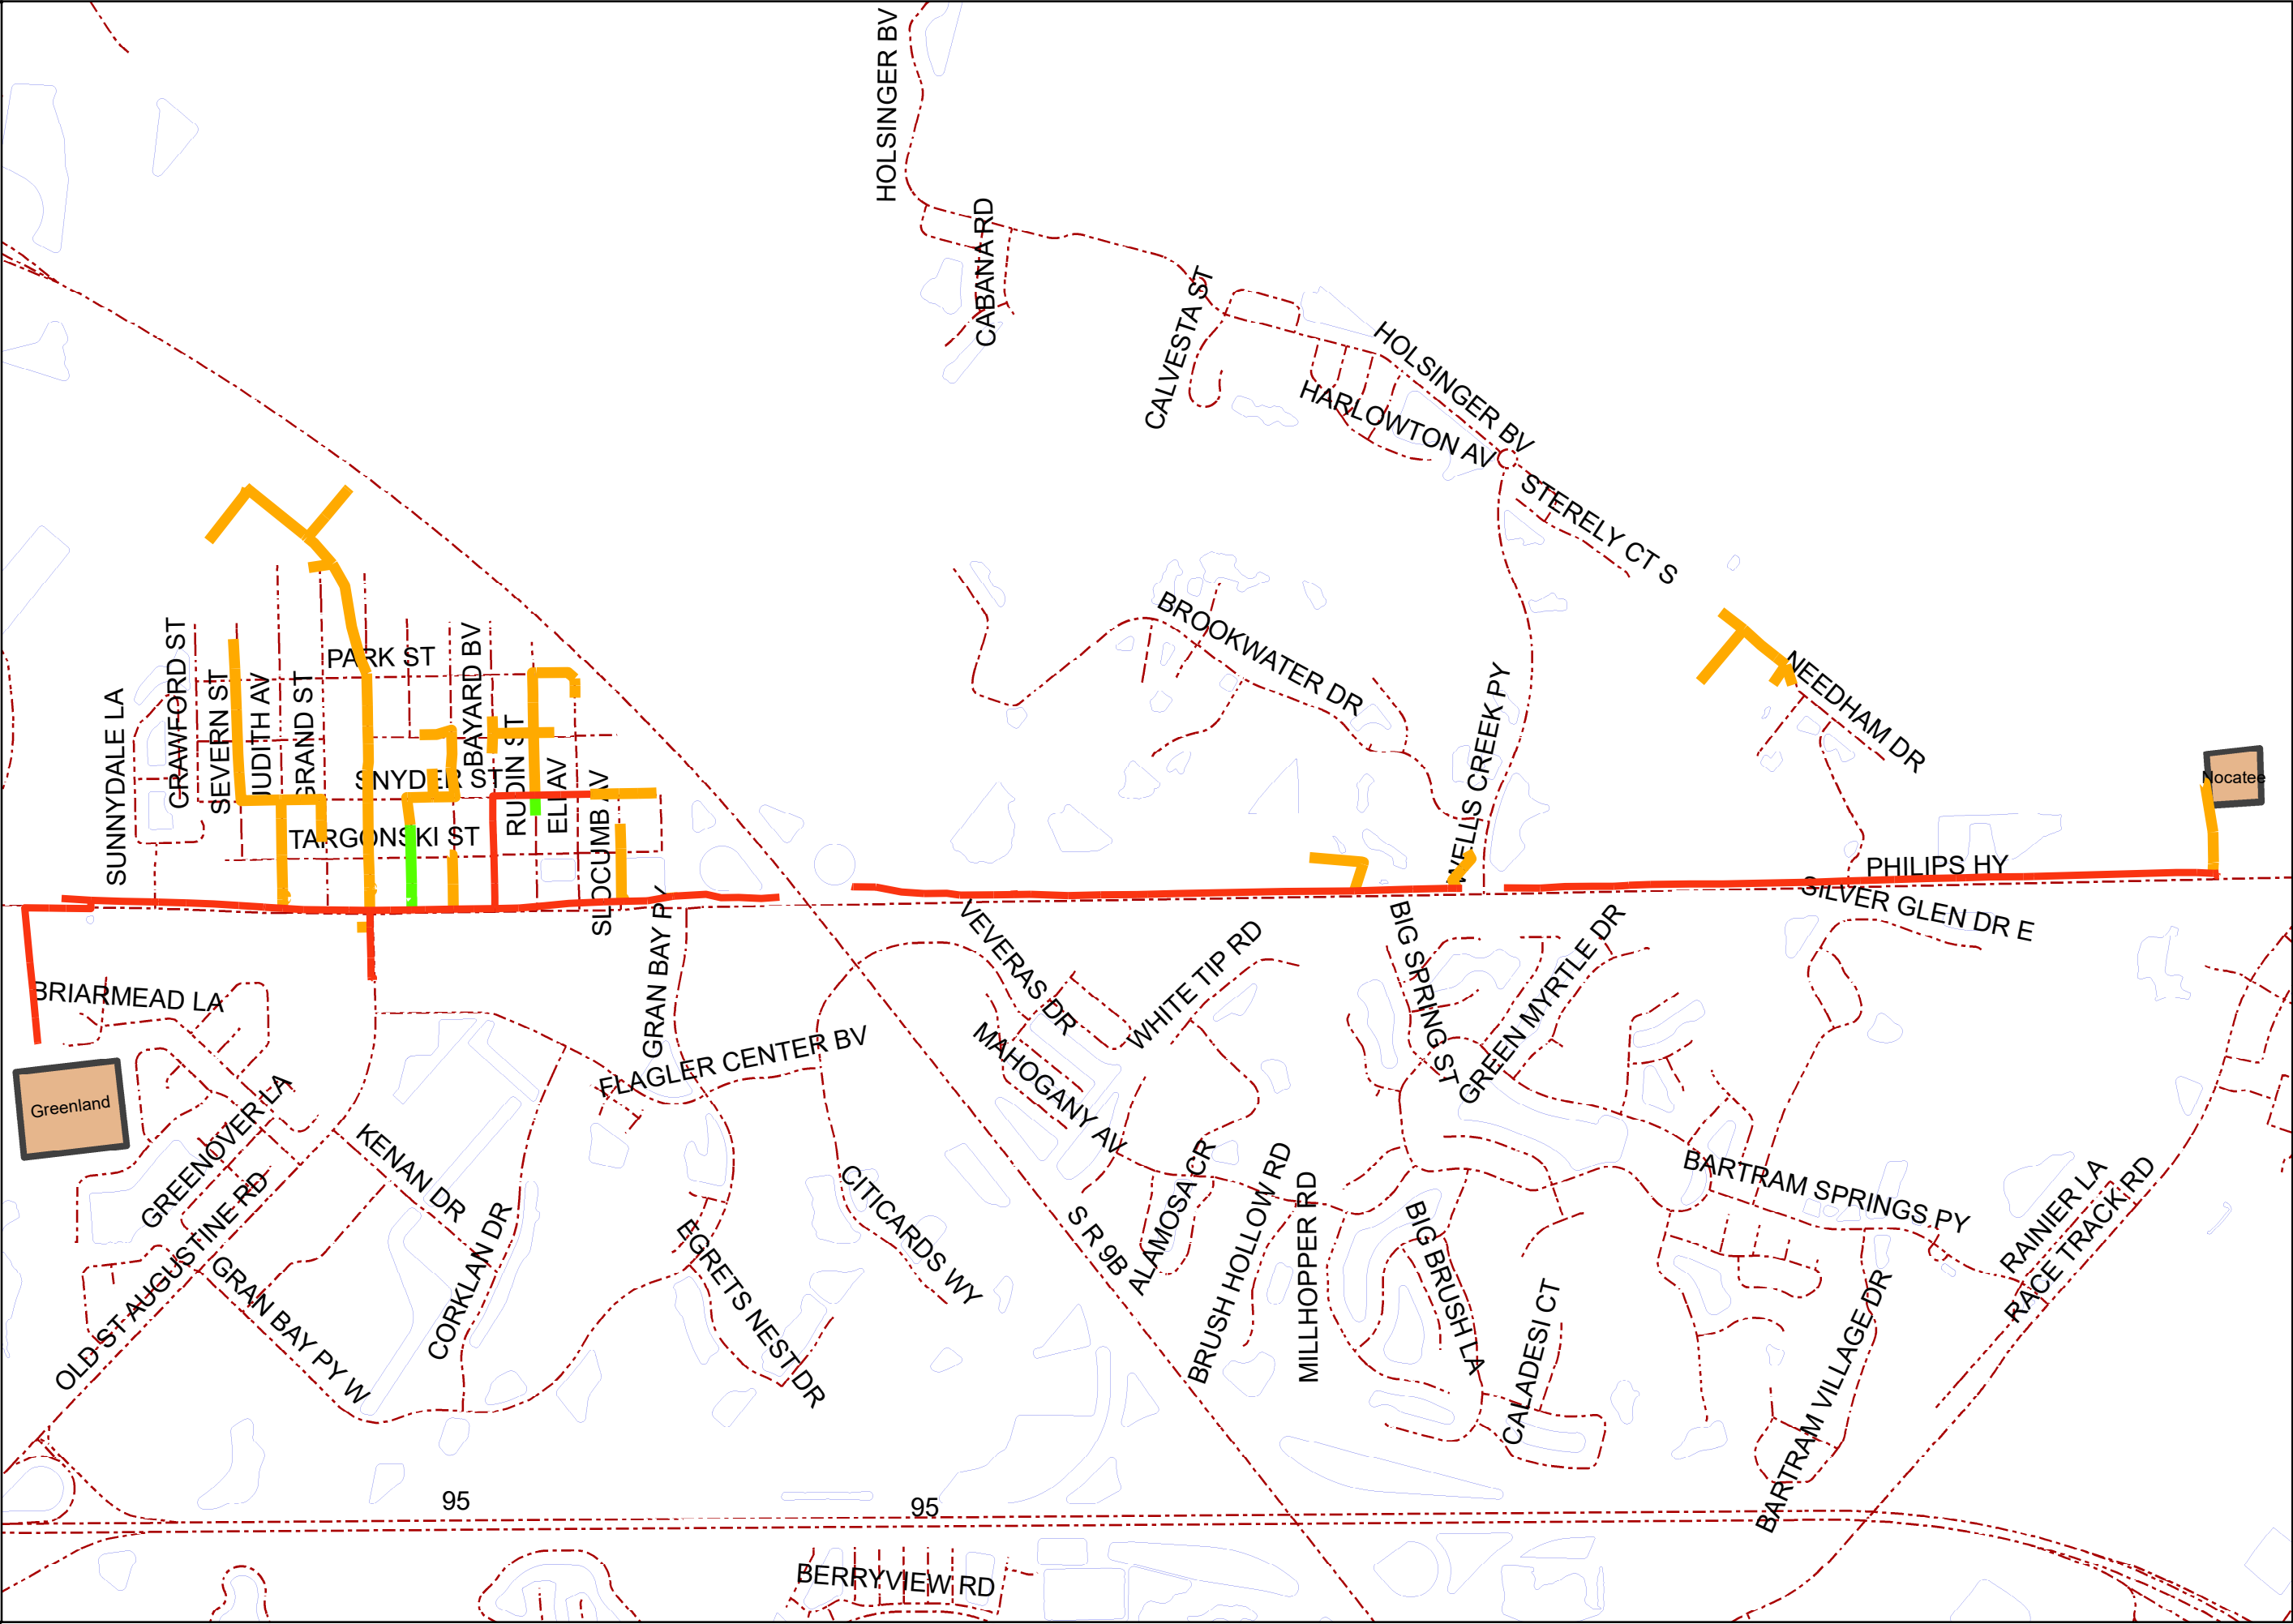 HOLSINGER BV
CABANA RD
CALVESTA ST
HOLSINGER BV
HARLOWTON AV
STERELY CT S
BROOKWATER DR
WELLS CREEK PY
NEEDHAM DR
Nocatee
PARK ST
CRAWFORD ST
SEVERN ST
JUDITH AV
GRAND ST
BAYARD BV
SUNNYDALE LA
SNYDER ST
RUDIN ST
ELI AV
SLOCUMB AV
TARGONSKI ST
PHILIPS HY
SILVER GLEN DR E
GRAN BAY PY
VEVERAS DR
WHITE TIP RD
BIG SPRING ST
GREEN MYRTLE DR
BRIARMEAD LA
FLAGLER CENTER BV
MAHOGANY AV
Greenland
GREENOVER LA
KENAN DR
OLD ST AUGUSTINE RD
GRAN BAY PY W
CORKLAN DR
EGRETS NEST DR
CITICARDS WY
S R 9B
ALAMOSA CR
BRUSH HOLLOW RD
MILLHOPPER RD
BIG BRUSH LA
CALADESI CT
BARTRAM SPRINGS PY
RAINIER LA
RACE TRACK RD
BARTRAM VILLAGE DR
95
95
BERRYVIEW RD